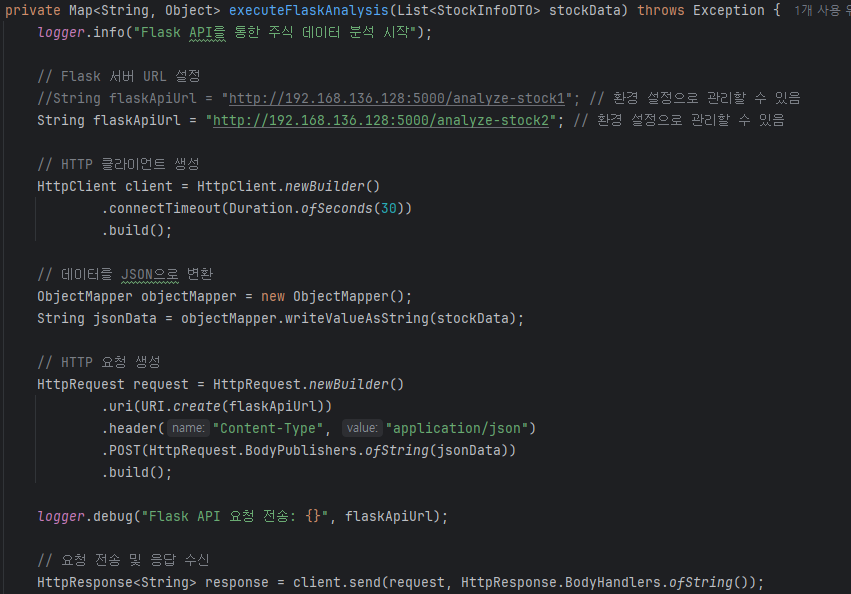 private Map<String, Object> executeFlaskAnalysis(List<StockInfoDTO> stockData) throws Exception { 1개 사용 위
logger.info("Flask API를 통한 주식 데이터 분석 시작");
// Flask 서버 URL 설정
//String flaskApiUrl = "http://192.168.136.128:5000/analyze-stock1"; // 환경 설정으로 관리할 수 있음
String flaskApiUrl = "http://192.168.136.128:5000/analyze-stock2"; // 환경 설정으로 관리할 수 있음
// HTTP 클라이언트 생성
HttpClient client = HttpClient.newBuilder()
.connectTimeout(Duration.ofSeconds(30))
.build();
// 데이터를 JSON으로 변환
ObjectMapper objectMapper = new ObjectMapper();
String jsonData = objectMapper.writeValueAsString(stockData);
// HTTP 요청 생성
HttpRequest request = HttpRequest.newBuilder()
.uri(URI.create(flaskApiUrl))
.header( name: "Content-Type", value: "application/json")
.POST(HttpRequest.BodyPublishers.ofString(jsonData))
.build();
logger.debug("Flask API 요청 전송: {}", flaskApiUrl);
// 요청 전송 및 응답 수신
HttpResponse<String> response = client.send(request, HttpResponse.BodyHandlers.ofString());